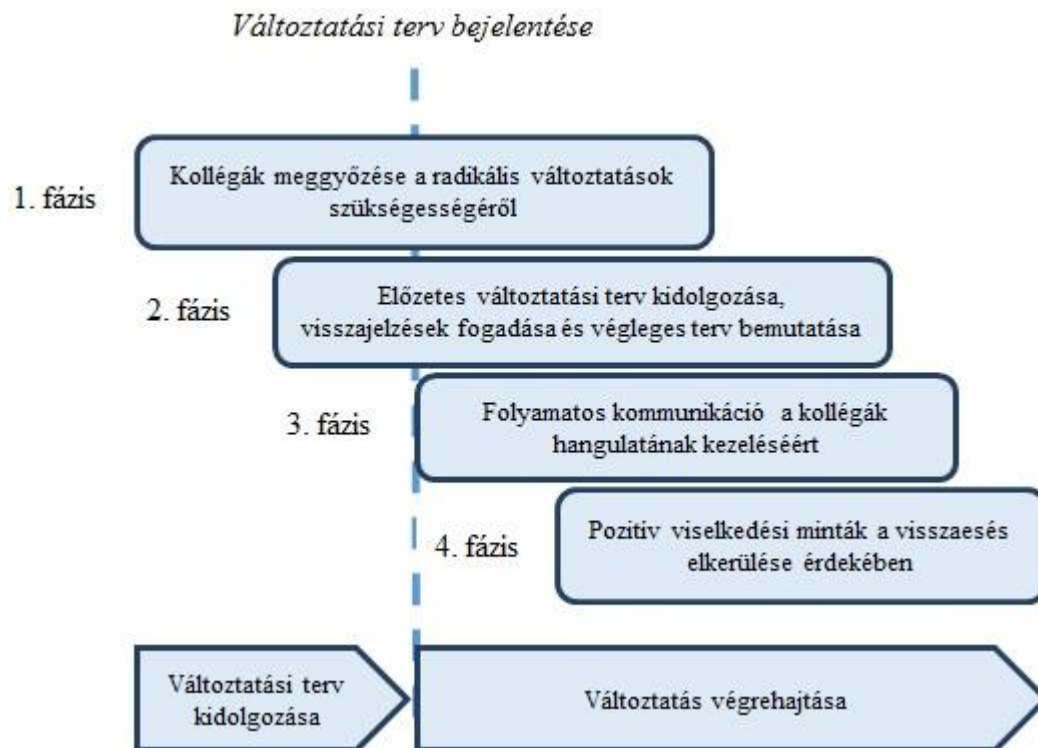 Változtatási terv bejelentése
1. fázis
Kollégák meggyőzése a radikális változtatások
szükségességéről
2. fázis
Előzetes változtatási terv kidolgozása,
visszajelzések fogadása és végleges terv bemutatása
3. fázis
Folyamatos kommunikáció a kollégák
hangulatának kezeléséért
4. fázis
Pozitív viselkedési minták a visszaesés
elkerülése érdekében
Változtatási terv
kidolgozása
Változtatás végrehajtása